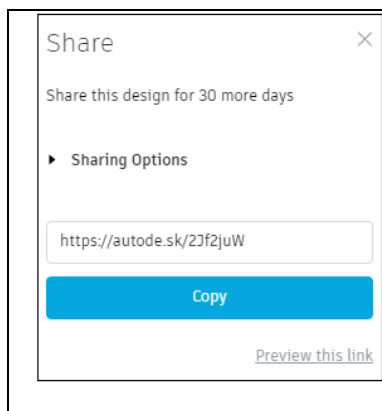 Share
Share this design for 30 more days
Sharing Options
https://autode.sk/2Jf2juW
Copy
Preview this link